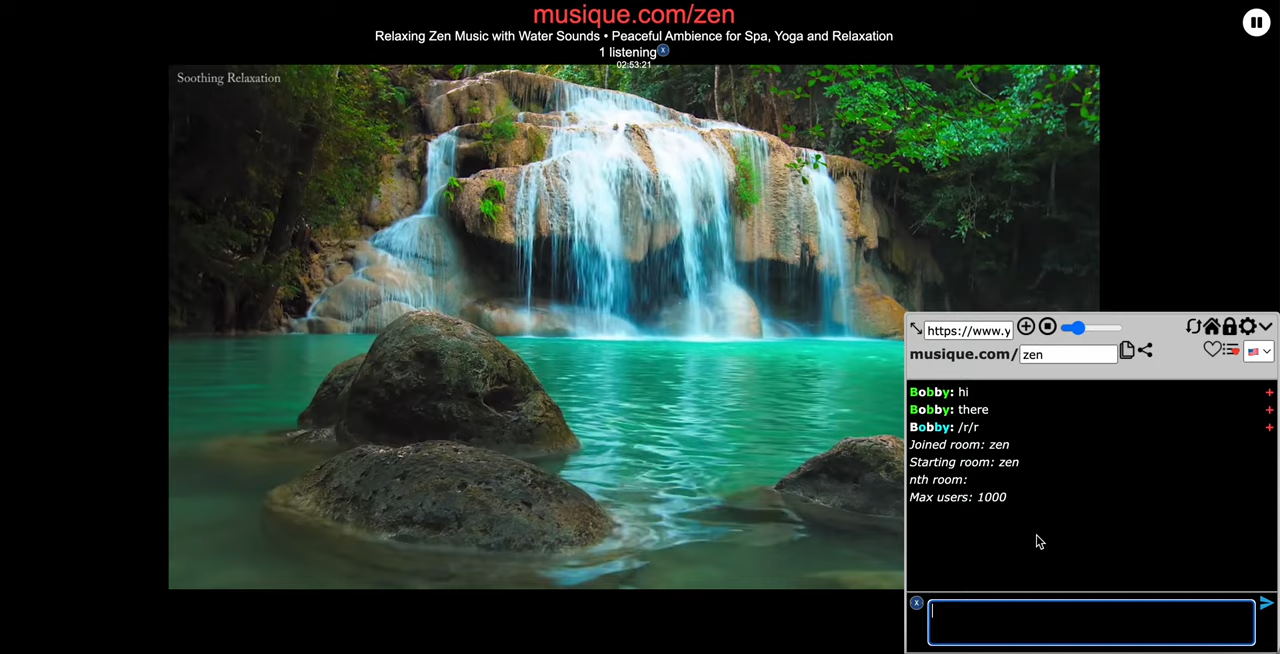 musique.com/zen
Relaxing Zen Music with Water Sounds • Peaceful Ambience for Spa, Yoga and Relaxation
1 listening x
02:53:21
Soothing Relaxation
https://www.y
musique.com/ zen
Bobby: hi +
Bobby: there +
Bobby: /r/r +
Joined room: zen
Starting room: zen
nth room:
Max users: 1000
x